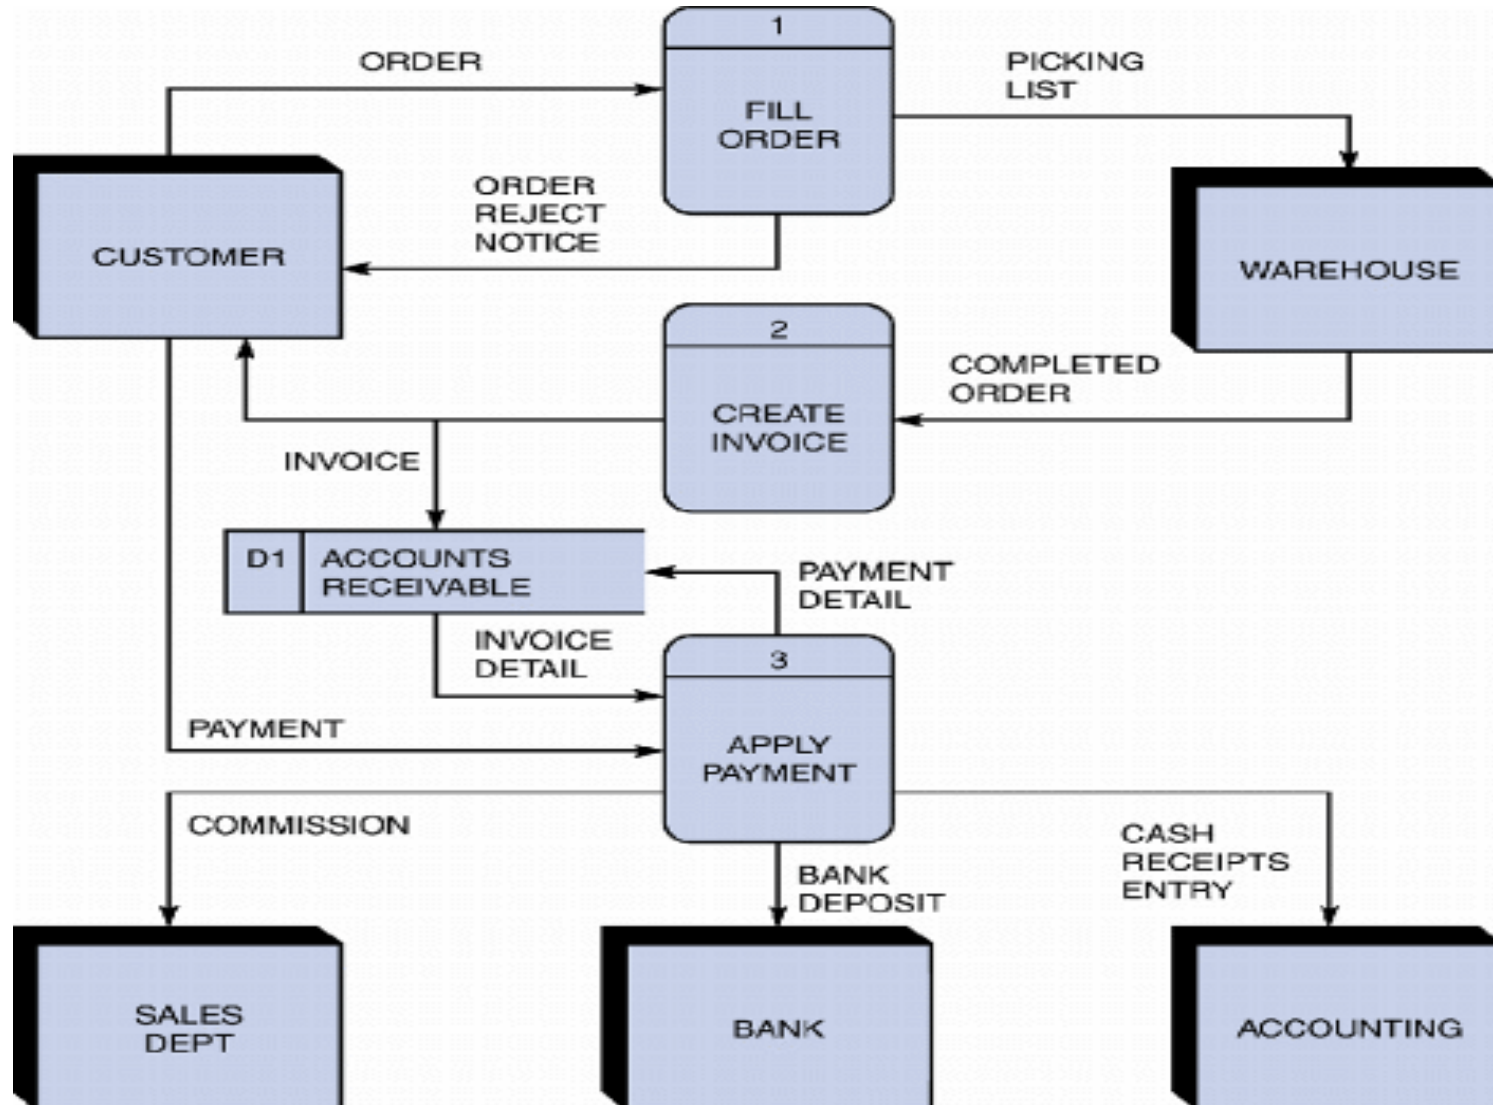 1
ORDER
PICKING
LIST
FILL
ORDER
ORDER
REJECT
NOTICE
CUSTOMER
WAREHOUSE
2
COMPLETED
ORDER
CREATE
INVOICE
INVOICE
D1
ACCOUNTS
RECEIVABLE
PAYMENT
DETAIL
INVOICE
DETAIL
3
PAYMENT
APPLY
PAYMENT
COMMISSION
CASH
RECEIPTS
ENTRY
BANK
DEPOSIT
SALES
DEPT
BANK
ACCOUNTING